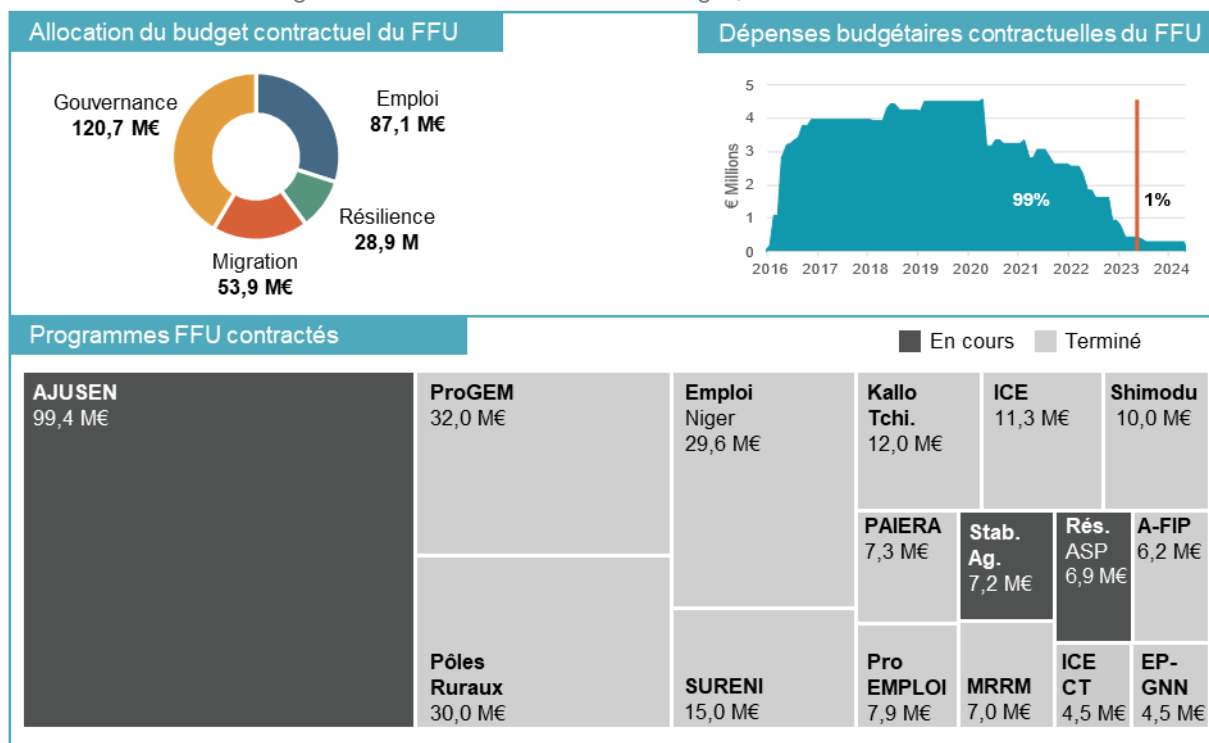 Allocation du budget contractuel du FFU
Gouvernance
120,7 M€
Emploi
87,1 M€
Résilience
28,9 M
Migration
53,9 M€
Dépenses budgétaires contractuelles du FFU
€ Millions
5
4
3
2
1
0
99%
1%
2016 2017 2018 2019 2020 2021 2022 2023 2024
Programmes FFU contractés
En cours
Terminé
AJUSEN
99,4 M€
ProGEM
32,0 M€
Pôles
Ruraux
30,0 M€
Emploi
Niger
29,6 M€
SURENI
15,0 M€
Kallo
Tchi.
12,0 M€
ICE
11,3 M€
Shimodu
10,0 M€
PAIERA
7,3 M€
Stab.
Ag.
7,2 M€
Rés.
ASP
6,9 M€
A-FIP
6,2 M€
Pro
EMPLOI
7,9 M€
MRRM
7,0 M€
ICE
CT
4,5 M€
EP-
GNN
4,5 M€